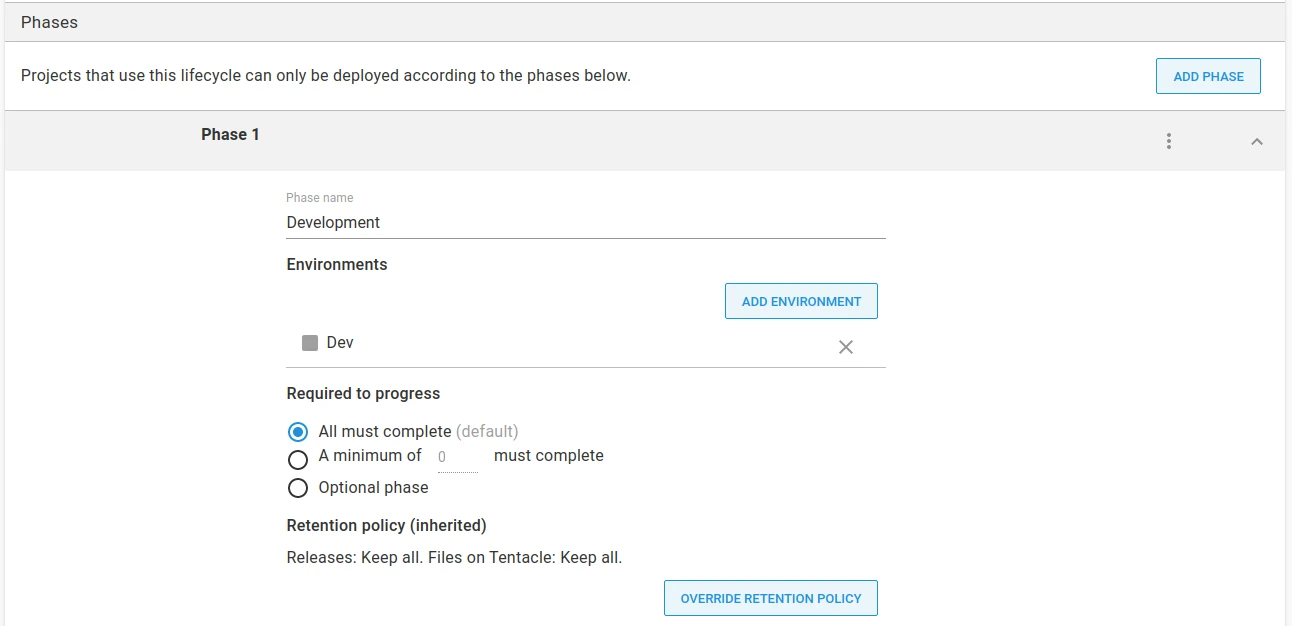 Phases
Projects that use this lifecycle can only be deployed according to the phases below.
ADD PHASE
Phase 1
Phase name
Development
Environments
ADD ENVIRONMENT
Dev
Required to progress
All must complete (default)
A minimum of 0 must complete
Optional phase
Retention policy (inherited)
Releases: Keep all. Files on Tentacle: Keep all.
OVERRIDE RETENTION POLICY